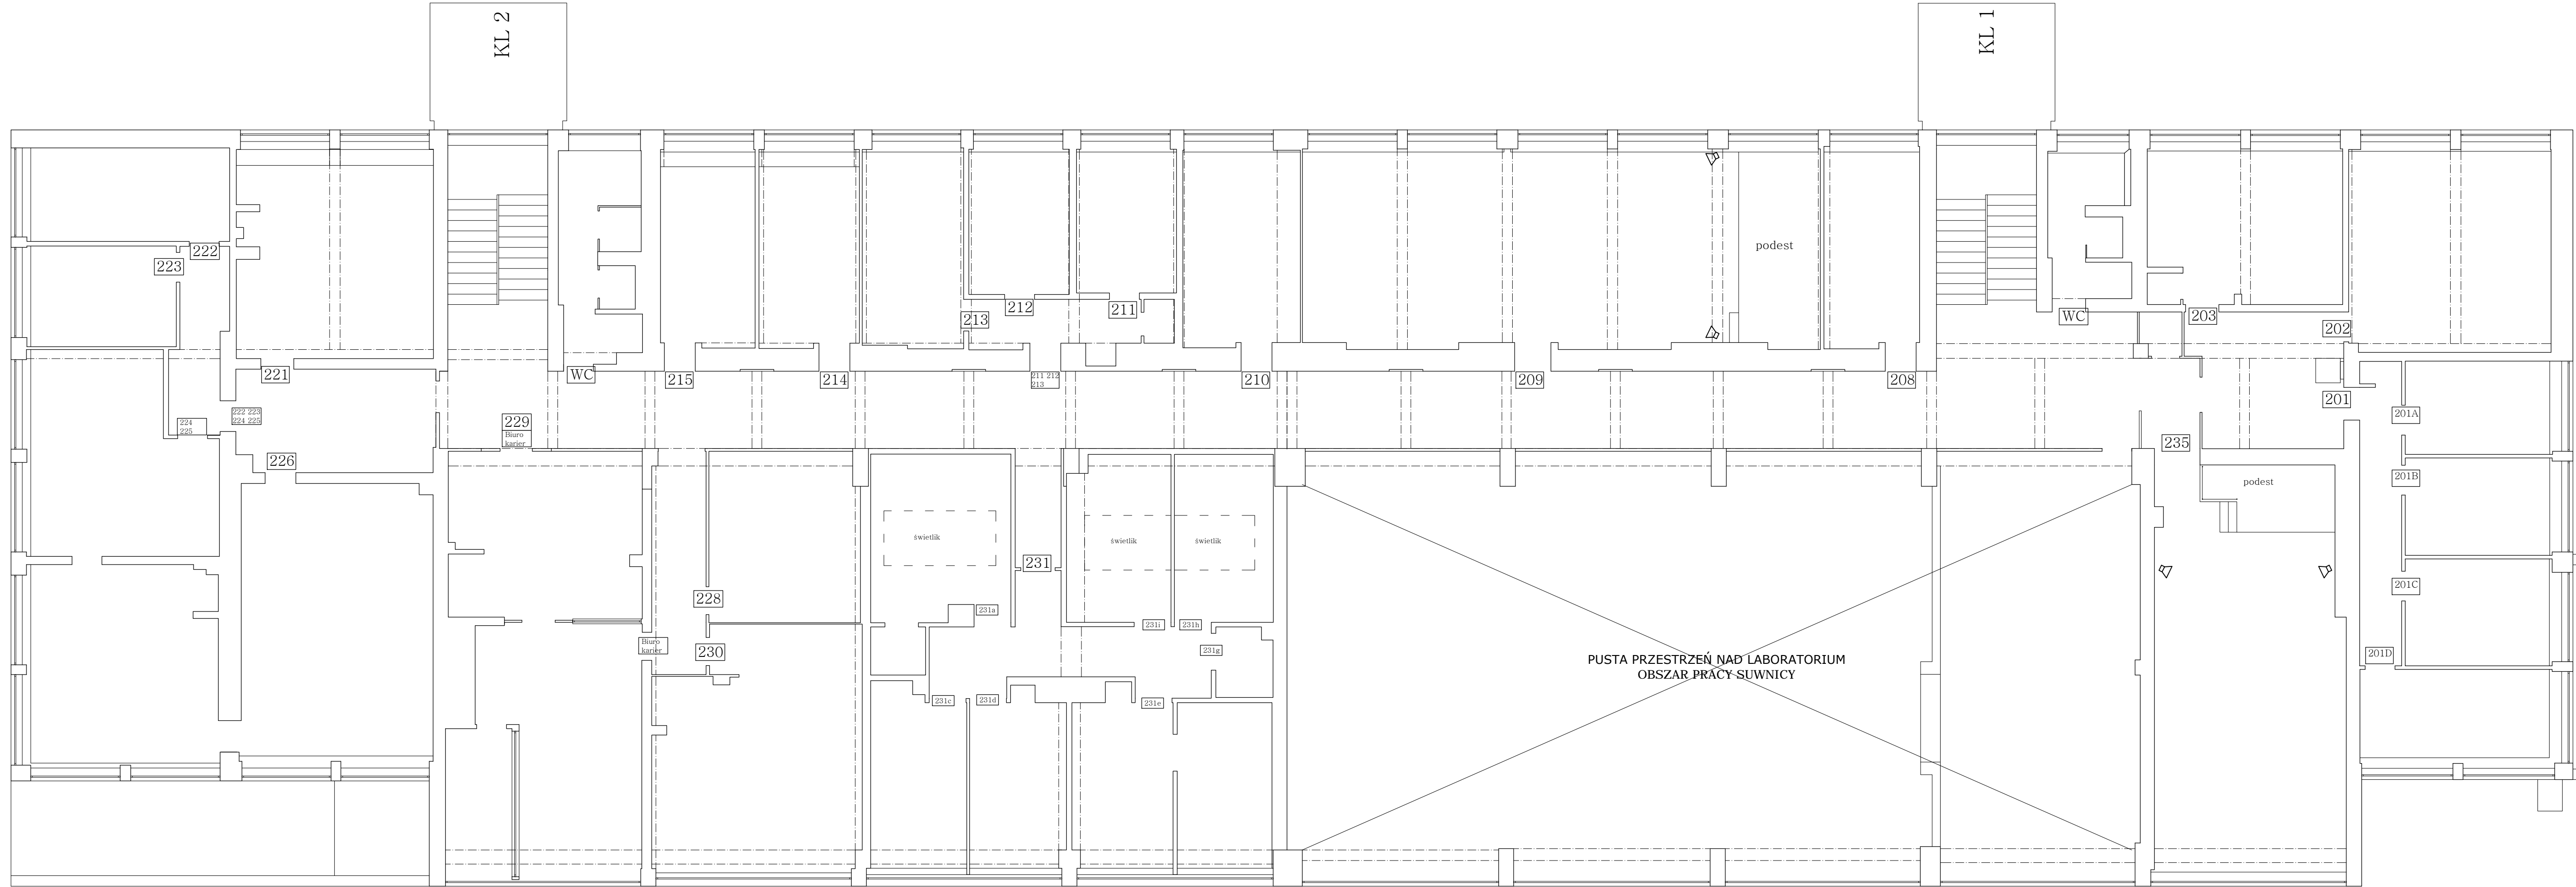 KL 2
KL 1
podest
222
223
212
211
213
WC
203
202
221
WC
215
214
211 212
213
210
209
208
201
201A
222 223
224 225
224
225
229
Biuro
karier
235
226
201B
podest
świetlik
świetlik
świetlik
231
201C
228
231a
231i
231h
Biuro
karier
230
231g
201D
PUSTA PRZESTRZEŃ NAD LABORATORIUM
OBSZAR PRACY SUWNICY
231c
231d
231e